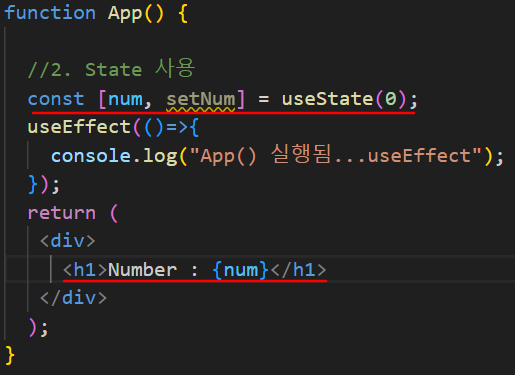 function App() {
//2. State 사용
const [num, setNum] = useState(0);
useEffect(()=>{
console.log("App() 실행됨...useEffect");
});
return (
<div>
<h1>Number : {num}</h1>
</div>
);
}